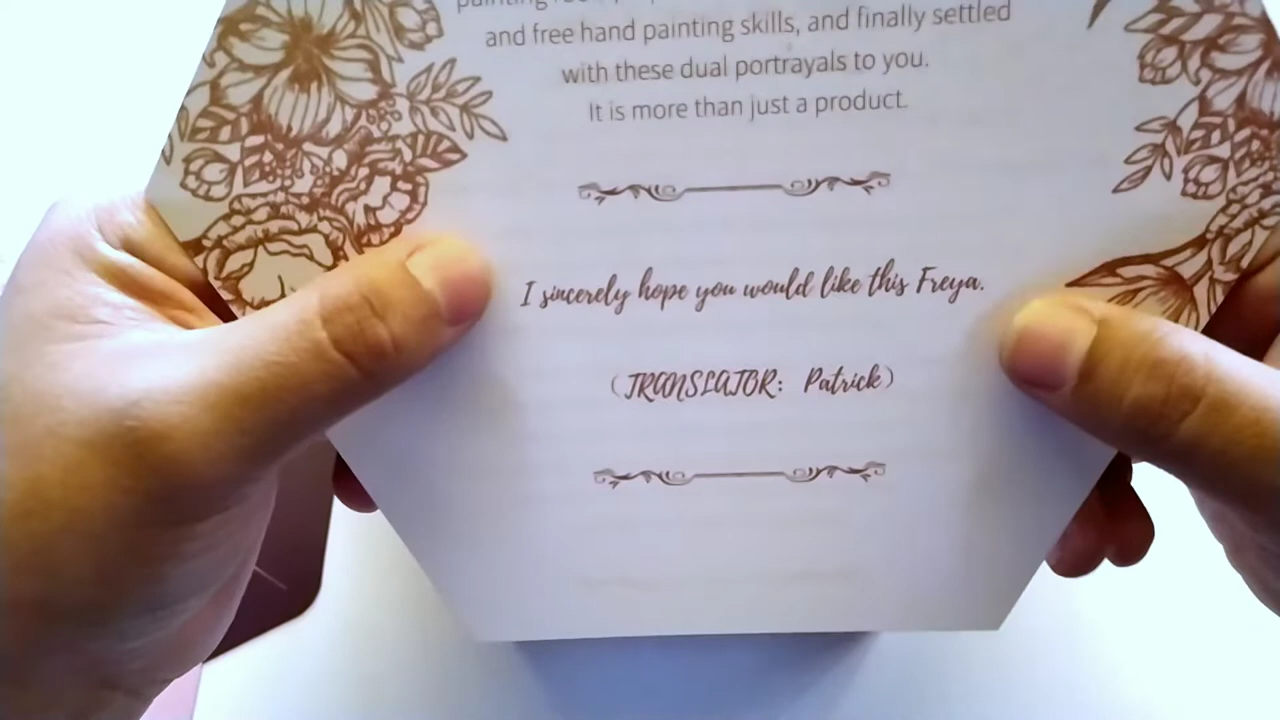 painting
and free hand painting skills, and finally settled
with these dual portrayals to you.
It is more than just a product.
I sincerely hope you would like this Freya.
(TRANSLATOR: Patrick)